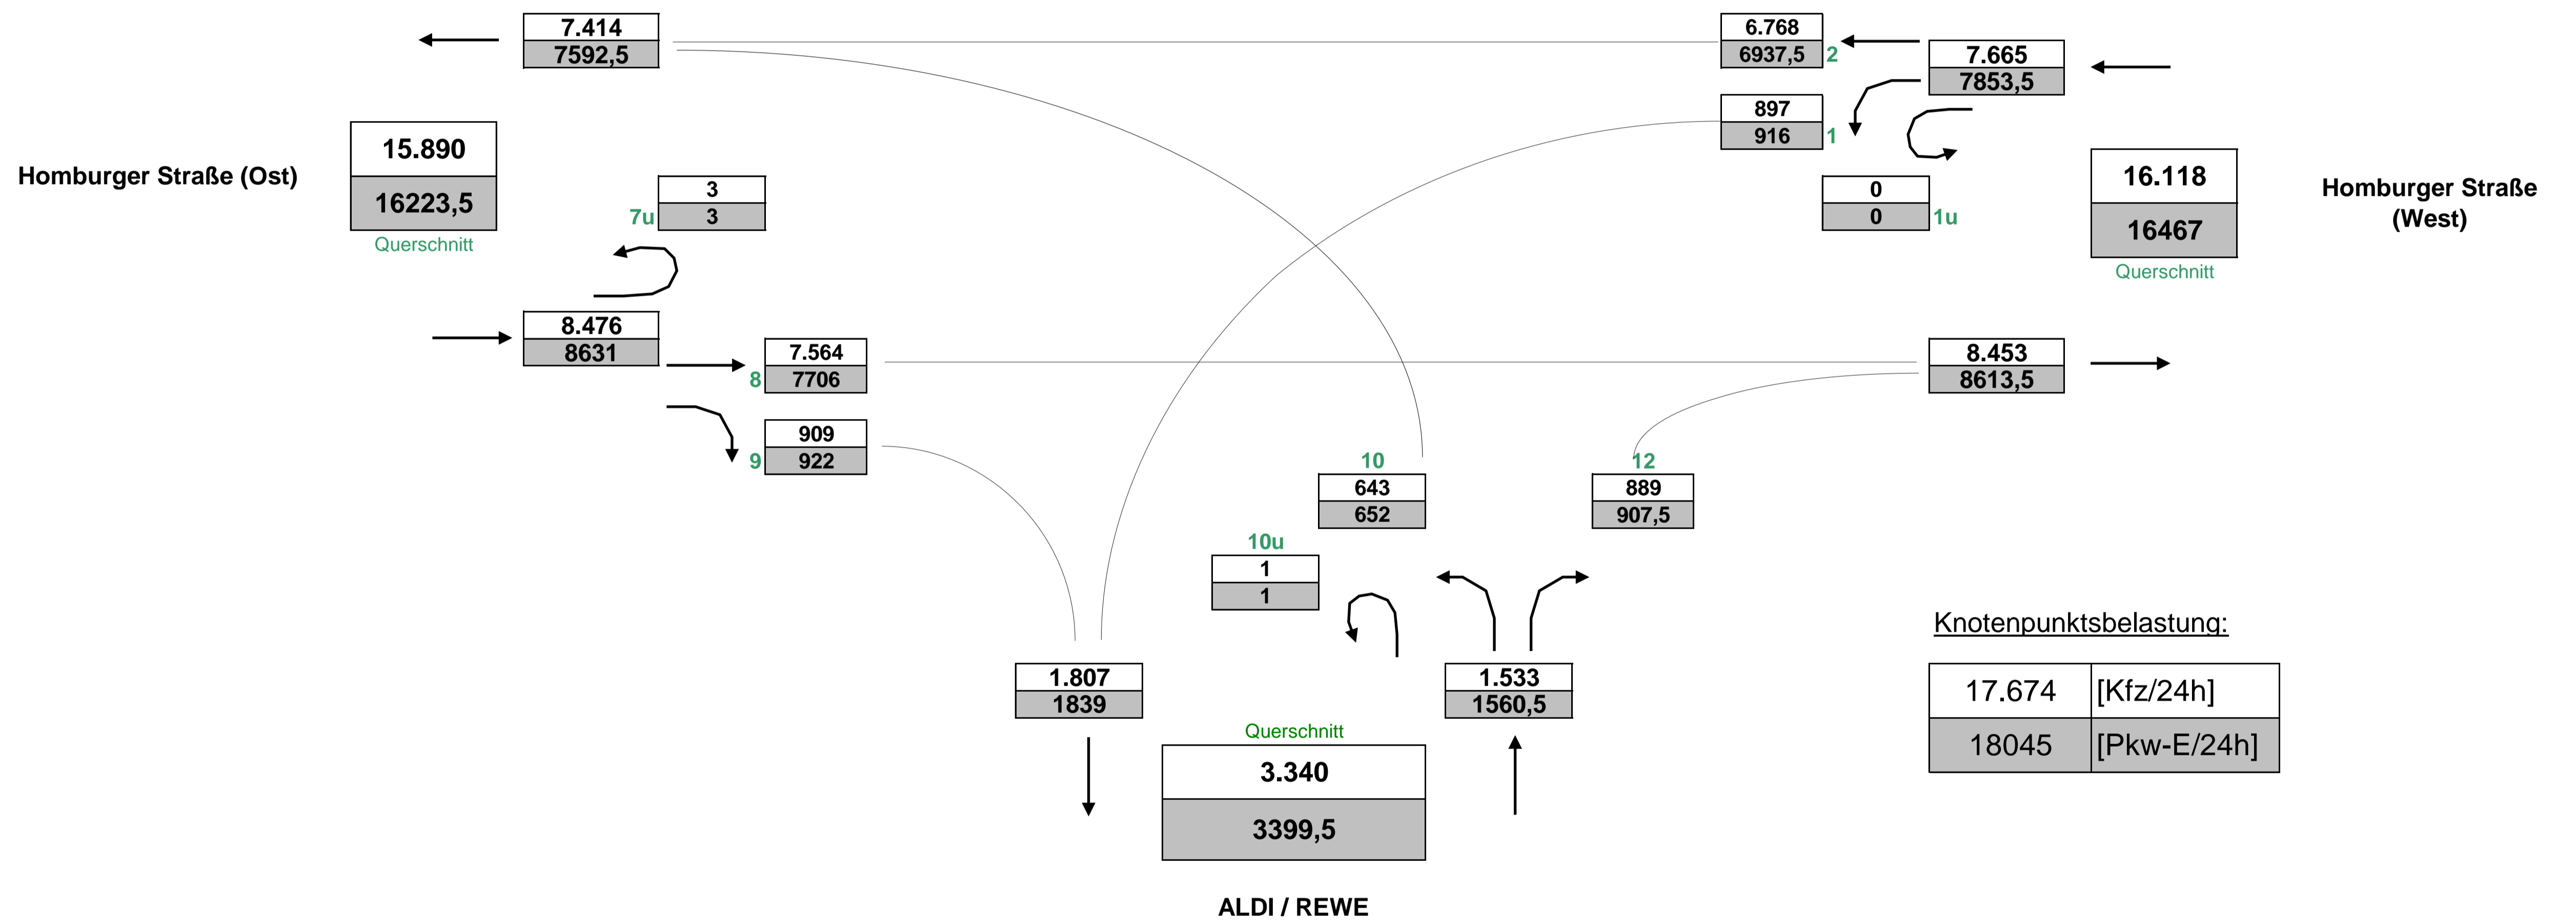 7.414
7592,5
6.768
6937,5 2
7.665
7853,5
897
916 1
15.890
16223,5
Querschnitt
Homburger Straße (Ost)
3
7u 3
0
0 1u
16.118
16467
Querschnitt
Homburger Straße
(West)
8.476
8631
7.564
8 7706
8.453
8613,5
909
9 922
10
643
652
12
889
907,5
10u
1
1
1.807
1839
1.533
1560,5
Querschnitt
3.340
3399,5
Knotenpunktsbelastung:
17.674 [Kfz/24h]
18045 [Pkw-E/24h]
ALDI / REWE